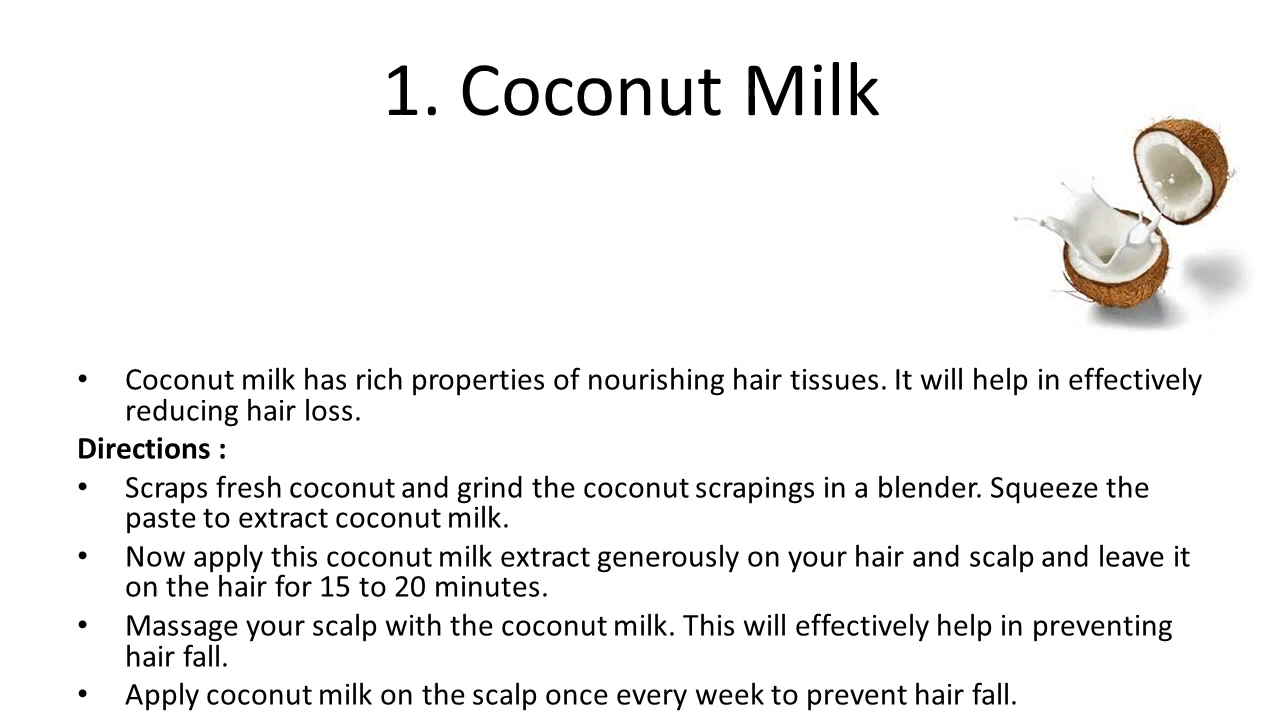 1. Coconut Milk
• Coconut milk has rich properties of nourishing hair tissues. It will help in effectively
reducing hair loss.
Directions :
• Scraps fresh coconut and grind the coconut scrapings in a blender. Squeeze the
paste to extract coconut milk.
• Now apply this coconut milk extract generously on your hair and scalp and leave it
on the hair for 15 to 20 minutes.
• Massage your scalp with the coconut milk. This will effectively help in preventing
hair fall.
• Apply coconut milk on the scalp once every week to prevent hair fall.